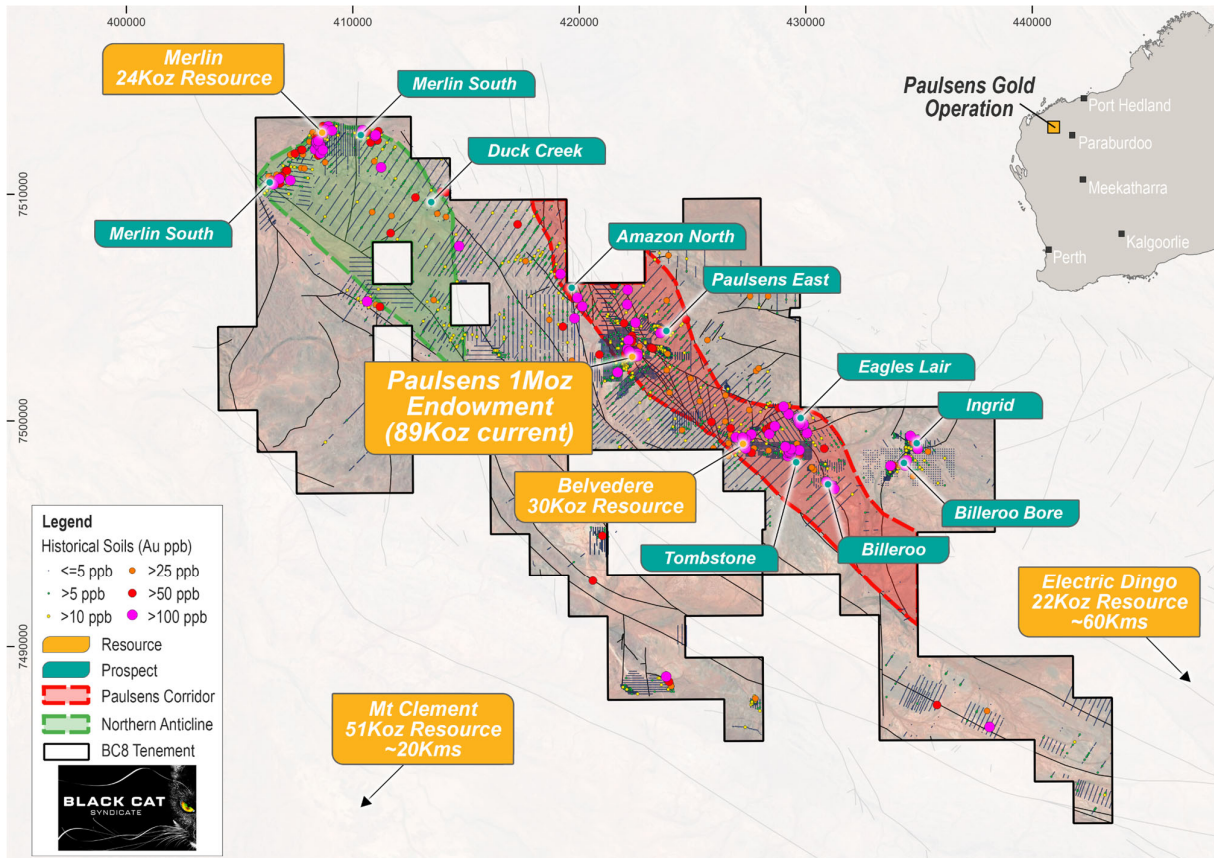 400000
410000
420000
430000
440000
7510000
7500000
7490000
Merlin
24Koz Resource
Merlin South
Duck Creek
Merlin South
Amazon North
Paulsens East
Paulsens 1Moz
Endowment
(89Koz current)
Eagles Lair
Ingrid
Belvedere
30Koz Resource
Billeroo Bore
Tombstone
Billeroo
Electric Dingo
22Koz Resource
~60Kms
Mt Clement
51Koz Resource
~20Kms
Paulsens Gold
Operation
Port Hedland
Paraburdoo
Meekatharra
Kalgoorlie
Perth
Legend
Historical Soils (Au ppb)
<=5 ppb
>25 ppb
>5 ppb
>50 ppb
>10 ppb
>100 ppb
Resource
Prospect
Paulsens Corridor
Northern Anticline
BC8 Tenement
BLACK CAT
SYNDICATE